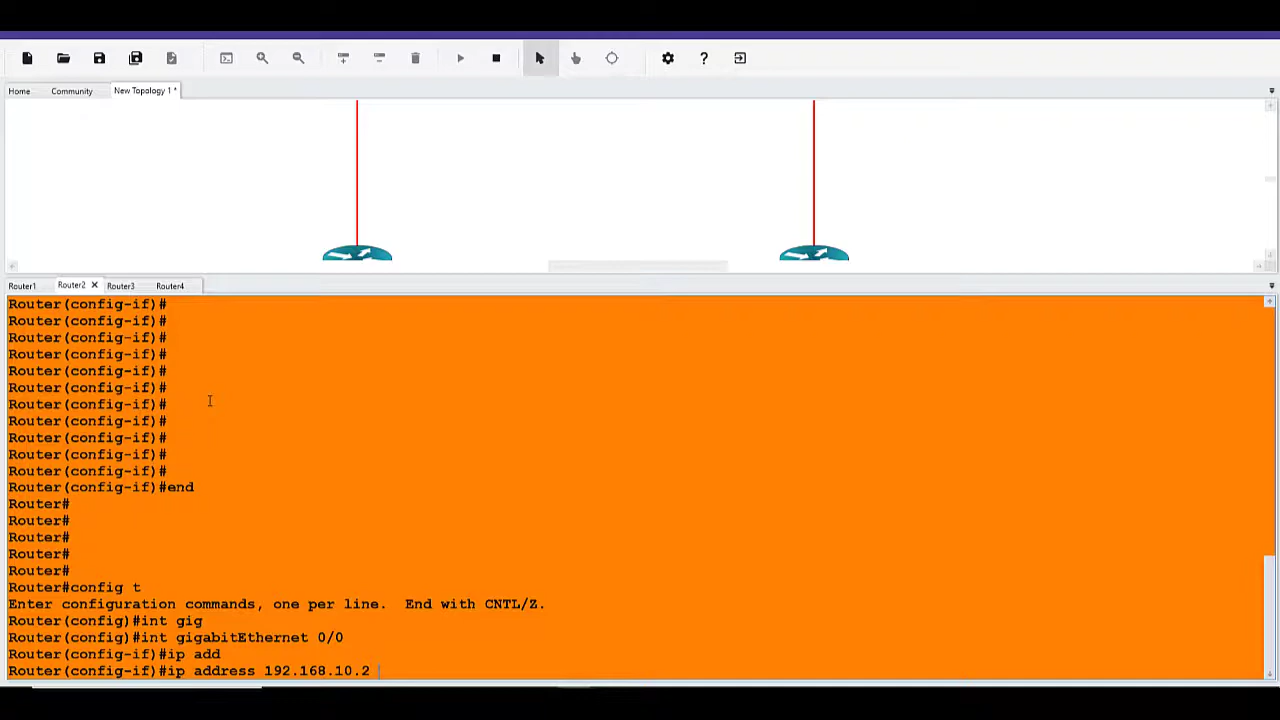 ?
Home Community New Topology 1 *
Router1 Router2 Router3 Router4
Router(config-if)#
Router(config-if)#
Router(config-if)#
Router(config-if)#
Router(config-if)#
Router(config-if)#
Router(config-if)#
Router(config-if)#
Router(config-if)#
Router(config-if)#
Router(config-if)#
Router(config-if)#end
Router#
Router#
Router#
Router#
Router#
Router#config t
Enter configuration commands, one per line.  End with CNTL/Z.
Router(config)#int gig
Router(config)#int gigabitEthernet 0/0
Router(config-if)#ip add
Router(config-if)#ip address 192.168.10.2